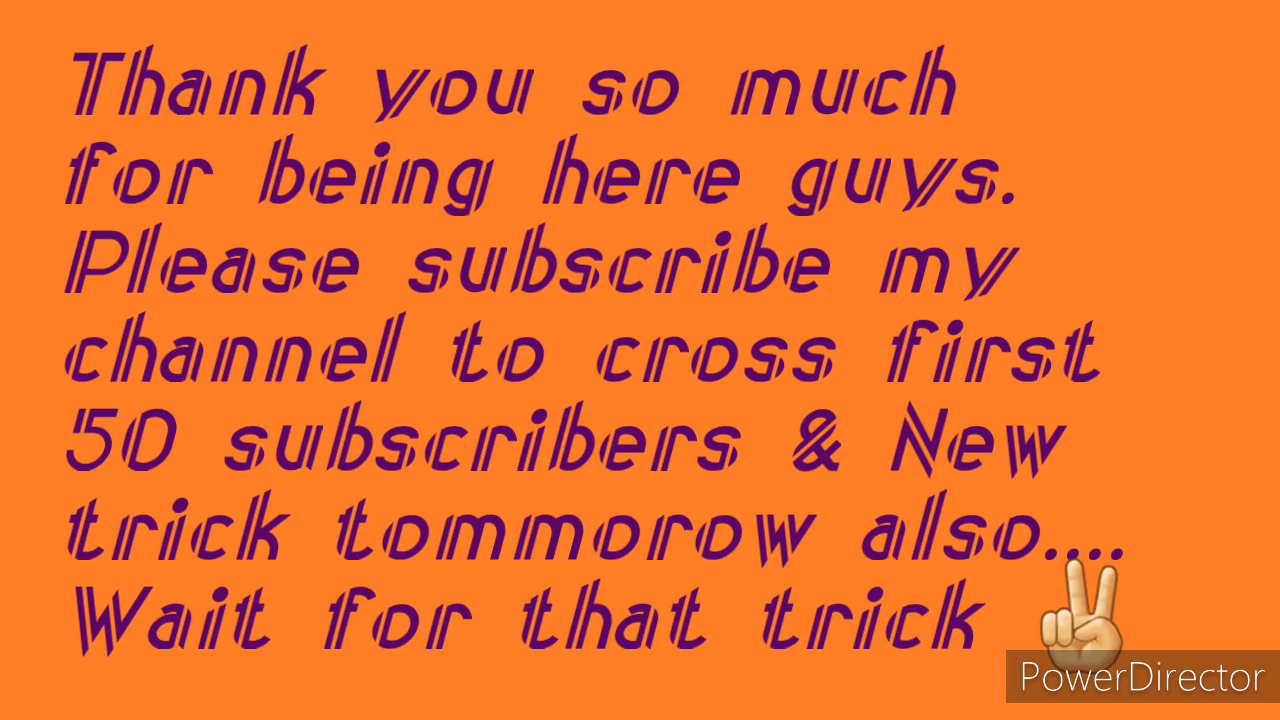 Thank you so much
for being here guys.
Please subscribe my
channel to cross first
50 subscribers & New
trick tommorow also....
Wait for that trick ✌
PowerDirector